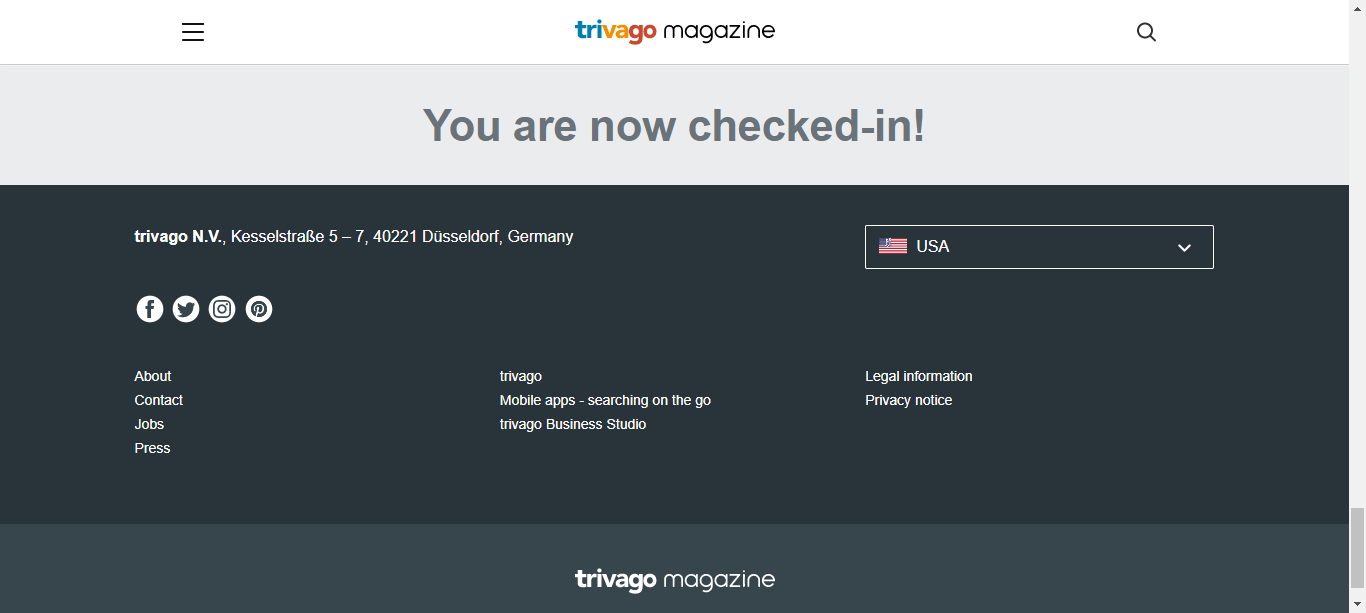 trivago magazine
You are now checked-in!
trivago N.V., Kesselstraße 5 – 7, 40221 Düsseldorf, Germany
USA
About
Contact
Jobs
Press
trivago
Mobile apps - searching on the go
trivago Business Studio
Legal information
Privacy notice
trivago magazine